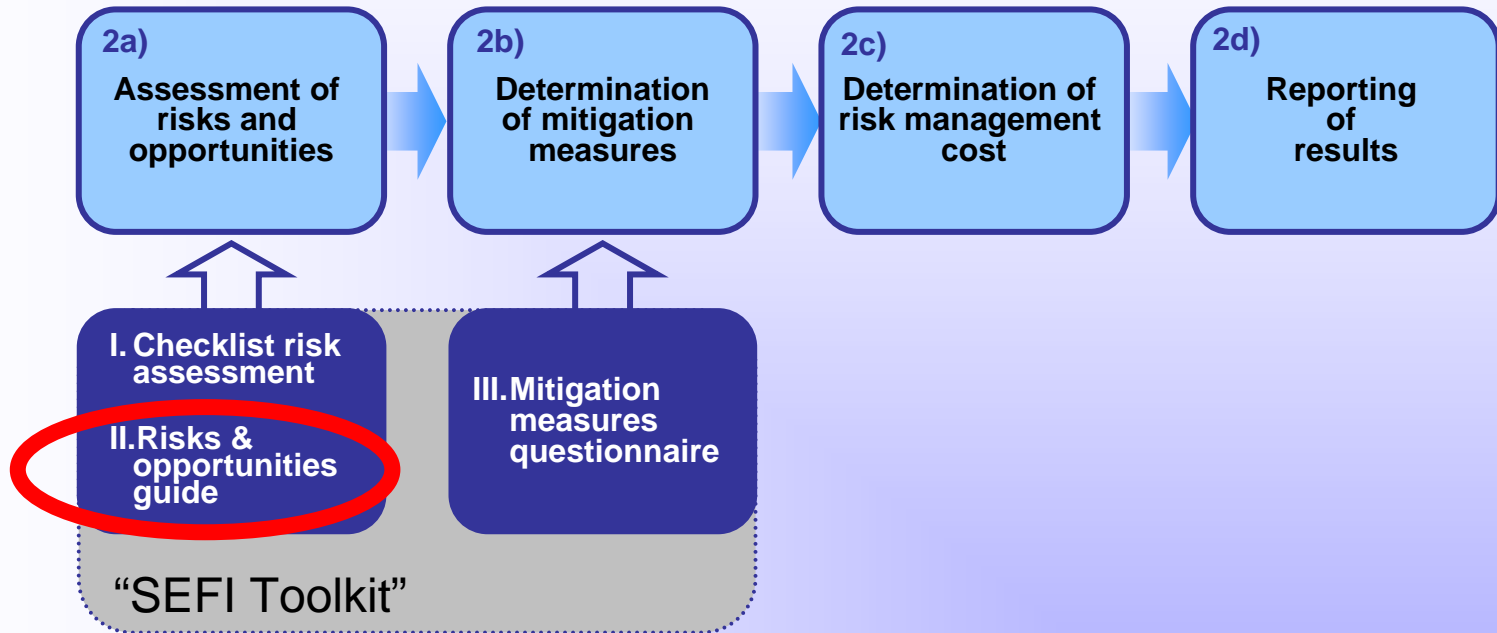 2a)
Assessment of
risks and
opportunities
2b)
Determination
of mitigation
measures
2c)
Determination of
risk management
cost
2d)
Reporting
of
results
I. Checklist risk
assessment
II.Risks &
opportunities
guide
III.Mitigation
measures
questionnaire
“SEFI Toolkit”